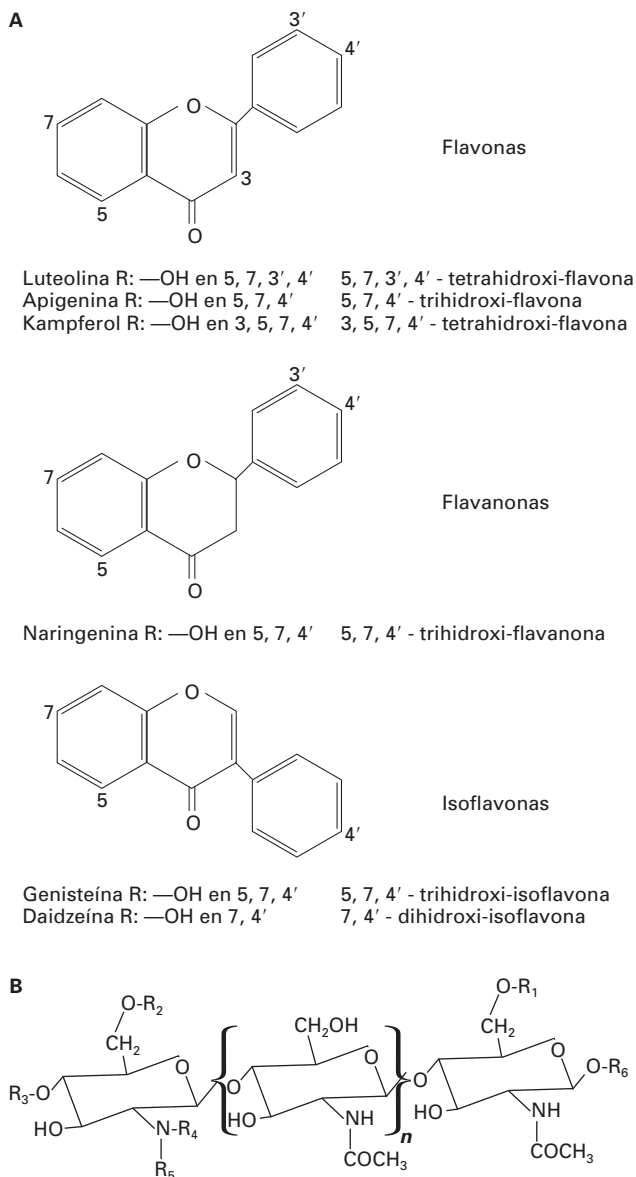 A
3′
4′
7
O
3
5
O
Flavonas
Luteolina R: —OH en 5, 7, 3′, 4′ 5, 7, 3′, 4′ - tetrahidroxi-flavona
Apigenina R: —OH en 5, 7, 4′ 5, 7, 4′ - trihidroxi-flavona
Kampferol R: —OH en 3, 5, 7, 4′ 3, 5, 7, 4′ - tetrahidroxi-flavona
3′
4′
7
O
5
O
Flavanonas
Naringenina R: —OH en 5, 7, 4′ 5, 7, 4′ - trihidroxi-flavanona
7
O
5
O
4′
Isoflavonas
Genisteína R: —OH en 5, 7, 4′ 5, 7, 4′ - trihidroxi-isoflavona
Daidzeína R: —OH en 7, 4′ 7, 4′ - dihidroxi-isoflavona
B
O-R₂
CH₂
O
R₃-O
HO
N-R₄
R₅
O
CH₂OH
O
HO
NH
COCH₃
n
O
O-R₁
CH₂
O
O-R₆
HO
NH
COCH₃